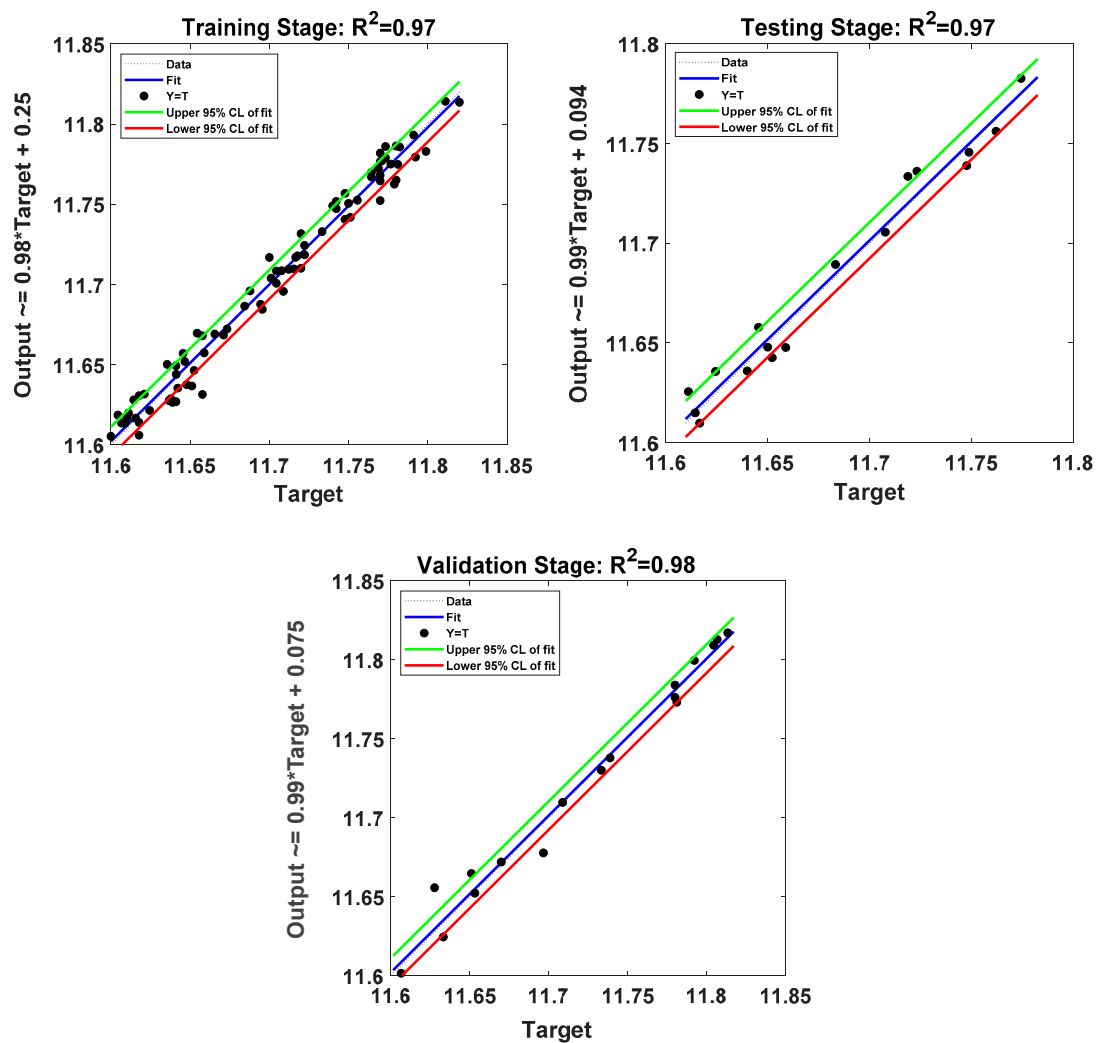 Training Stage: R²=0.97
Output ~= 0.98*Target + 0.25
11.85
11.8
11.75
11.7
11.65
11.6
Data
Fit
Y=T
Upper 95% CL of fit
Lower 95% CL of fit
11.6 11.65 11.7 11.75 11.8 11.85
Target
Testing Stage: R²=0.97
Output ~= 0.99*Target + 0.094
11.8
11.75
11.7
11.65
11.6
Data
Fit
Y=T
Upper 95% CL of fit
Lower 95% CL of fit
11.6 11.65 11.7 11.75 11.8
Target
Validation Stage: R²=0.98
Output ~= 0.99*Target + 0.075
11.85
11.8
11.75
11.7
11.65
11.6
Data
Fit
Y=T
Upper 95% CL of fit
Lower 95% CL of fit
11.6 11.65 11.7 11.75 11.8 11.85
Target